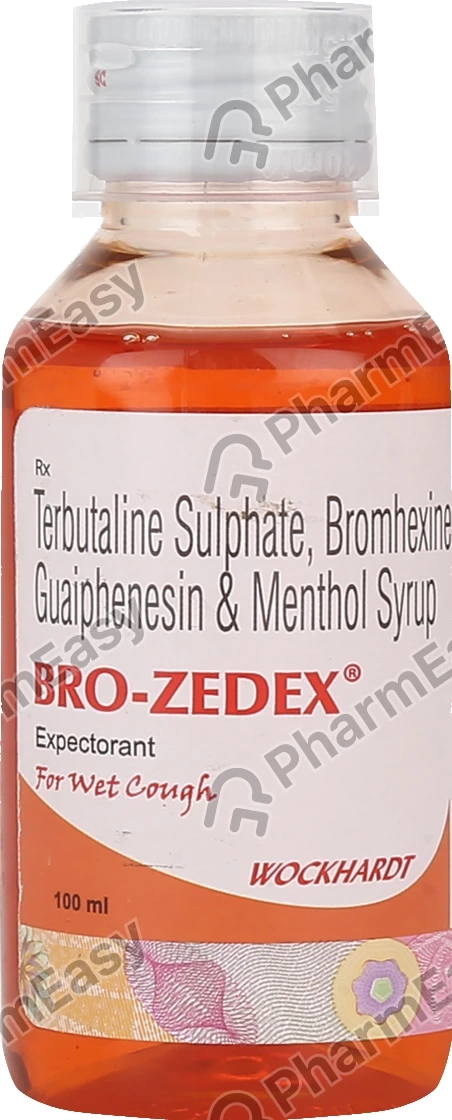 PharmEasy
Rx
Terbutaline Sulphate, Bromhexine
Guaiphenesin & Menthol Syrup
BRO-ZEDEX®
Expectorant
For Wet Cough
WOCKHARDT
100 ml